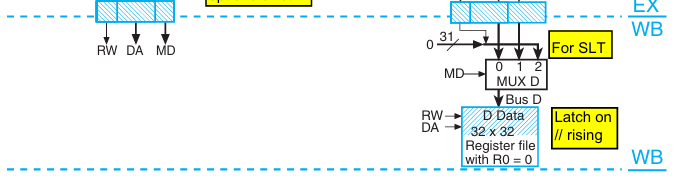 EX
WB
RW DA MD
0 31
For SLT
0 1 2
MD
MUX D
Bus D
RW
DA
D Data
32 x 32
Register file
with R0 = 0
Latch on
// rising
WB